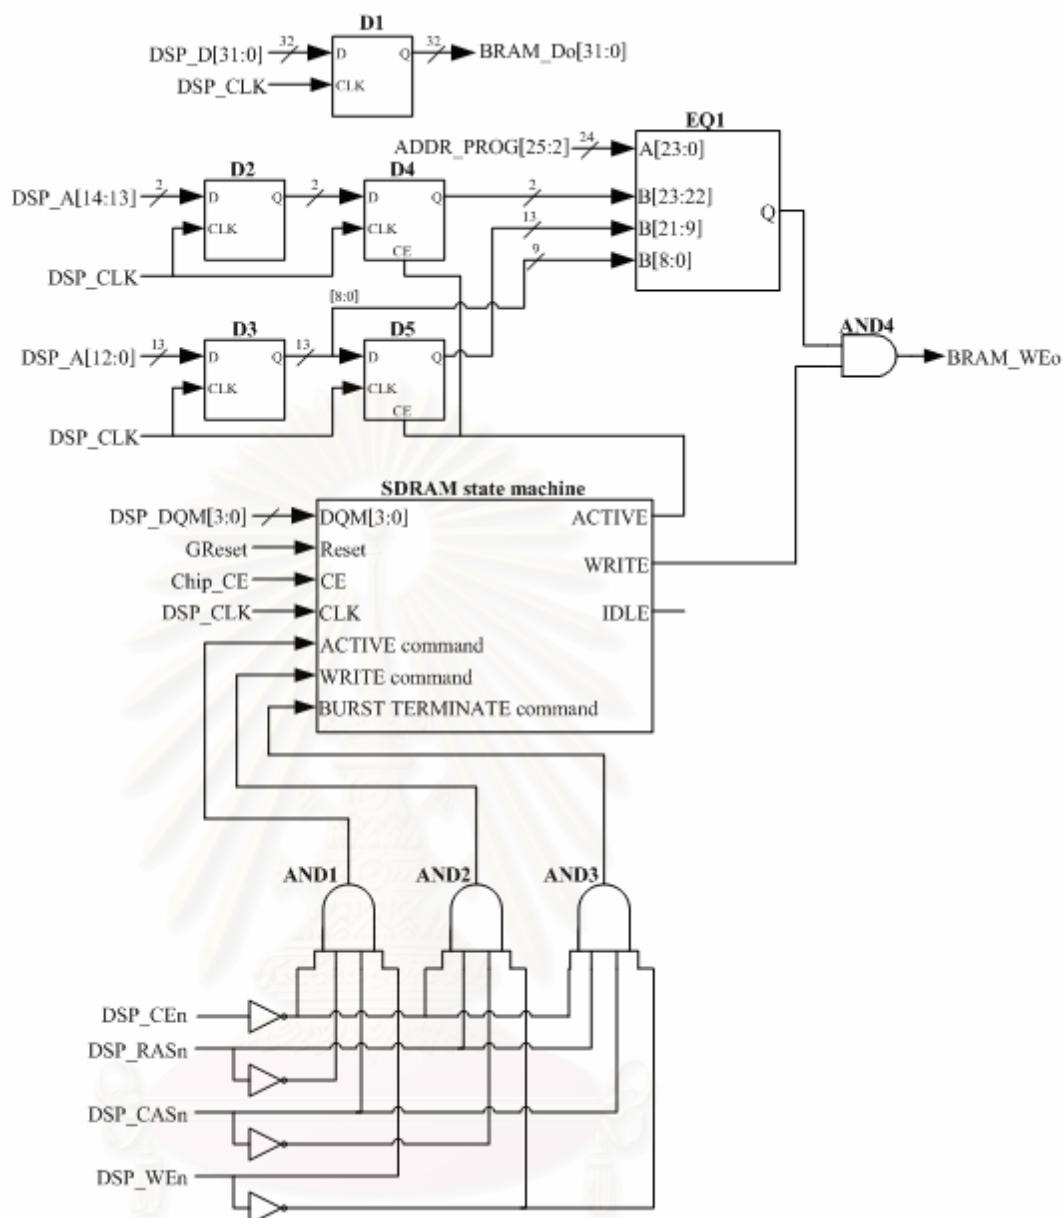 D1
DSP_D[31:0] 32 D Q 32 BRAM_Do[31:0]
DSP_CLK CLK
EQ1
ADDR_PROG[25:2] 24 A[23:0]
D2 D4
DSP_A[14:13] 2 D Q 2 D Q 2 B[23:22]
CLK CLK 13 B[21:9] Q
CE 9 B[8:0]
DSP_CLK
[8:0]
D3 D5 AND4
DSP_A[12:0] 13 D Q 13 D Q BRAM_WEo
CLK CLK
CE
DSP_CLK
SDRAM state machine
DSP_DQM[3:0] DQM[3:0] ACTIVE
GReset Reset
WRITE
Chip_CE CE
DSP_CLK CLK IDLE
ACTIVE command
WRITE command
BURST TERMINATE command
AND1 AND2 AND3
DSP_CEn
DSP_RASn
DSP_CASn
DSP_WEn